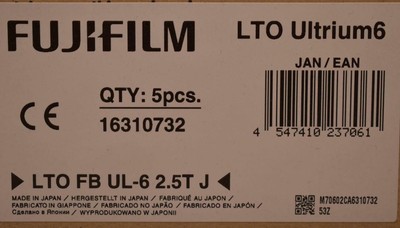 FUJIFILM
LTO Ultrium6
JAN / EAN
QTY: 5pcs.
16310732
CE
4 547410 237061
LTO FB UL-6 2.5T J
MADE IN JAPAN / HERGESTELLT IN JAPAN / FABRIQUÉ AU JAPON /
FABRICATO IN GIAPPONE / FABRICADO NO JAPÃO / FABRICADO EN JAPÓN /
Сделано в Японии / WYPRODUKOWANO W JAPONII
M70602CA6310732
53Z